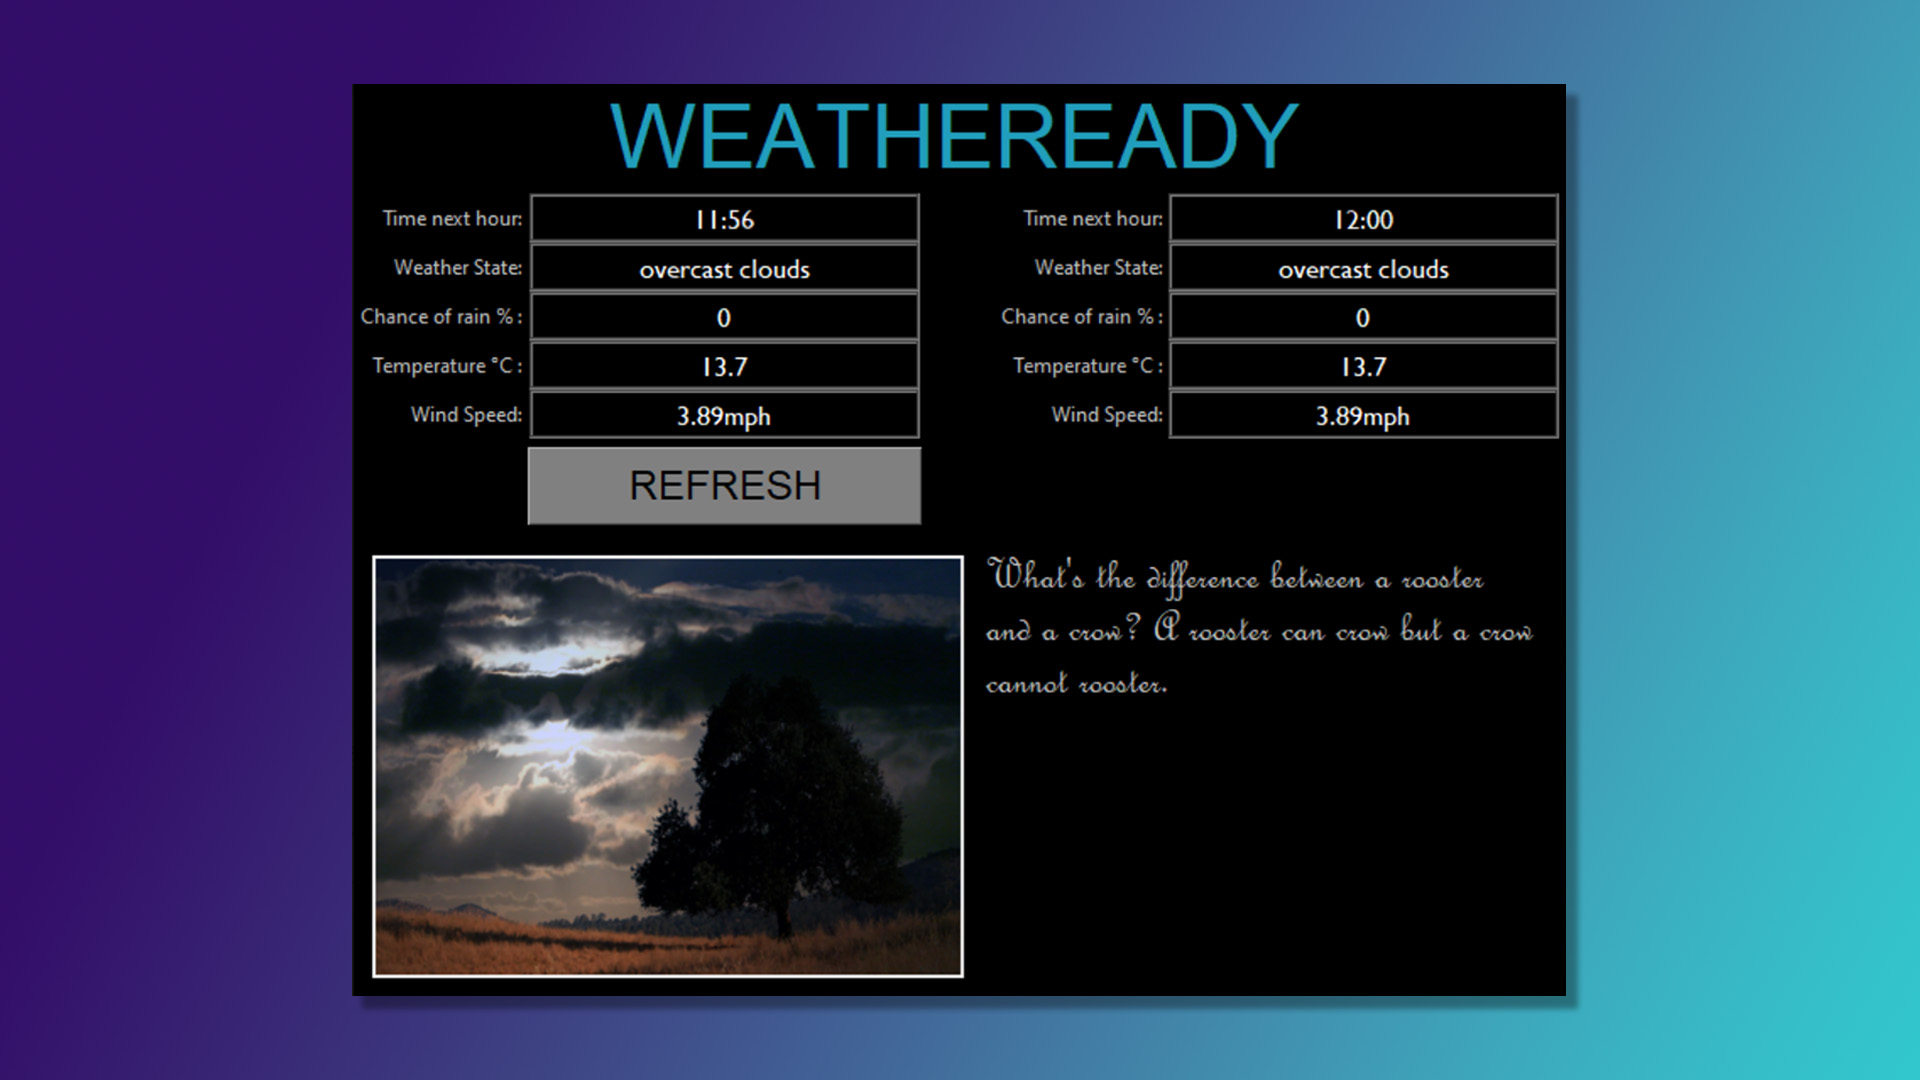 WEATHEREADY
Time next hour: 11:56
Weather State: overcast clouds
Chance of rain % : 0
Temperature °C : 13.7
Wind Speed: 3.89mph
REFRESH
Time next hour: 12:00
Weather State: overcast clouds
Chance of rain % : 0
Temperature °C : 13.7
Wind Speed: 3.89mph
What's the difference between a rooster
and a crow? A rooster can crow but a crow
cannot rooster.